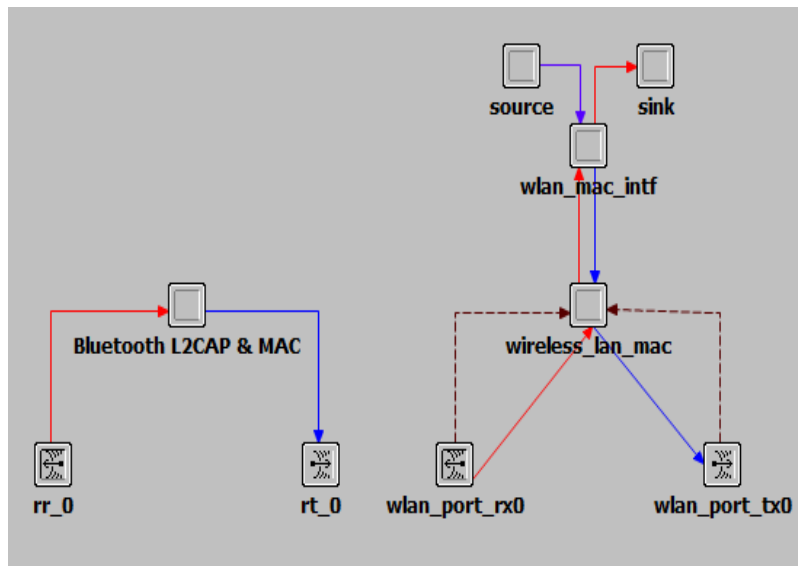 source
sink
wlan_mac_intf
Bluetooth L2CAP & MAC
wireless_lan_mac
rr_0
rt_0
wlan_port_rx0
wlan_port_tx0